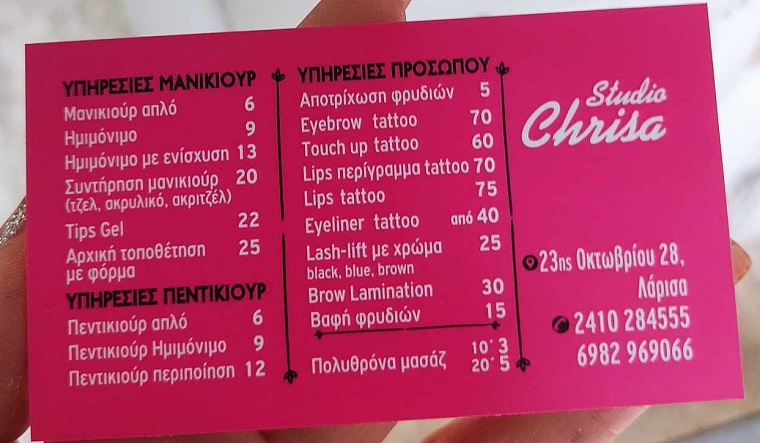 ΥΠΗΡΕΣΙΕΣ ΜΑΝΙΚΙΟΥΡ
Μανικιούρ απλό 6
Ημιμόνιμο 9
Ημιμόνιμο με ενίσχυση 13
Συντήρηση μανικιούρ 20
(τζελ, ακρυλικό, ακριτζέλ)
Tips Gel 22
Αρχική τοποθέτηση 25
με φόρμα
ΥΠΗΡΕΣΙΕΣ ΠΕΝΤΙΚΙΟΥΡ
Πεντικιούρ απλό 6
Πεντικιούρ Ημιμόνιμο 9
Πεντικιούρ περιποίηση 12
ΥΠΗΡΕΣΙΕΣ ΠΡΟΣΩΠΟΥ
Αποτρίχωση φρυδιών 5
Eyebrow tattoo 70
Touch up tattoo 60
Lips περίγραμμα tattoo 70
Lips tattoo 75
Eyeliner tattoo από 40
Lash-lift με χρώμα 25
black, blue, brown
Brow Lamination 30
Βαφή φρυδιών 15
Πολυθρόνα μασάζ 10΄ 3
20΄ 5
Studio
Chrisa
23ης Οκτωβρίου 28,
Λάρισα
2410 284555
6982 969066